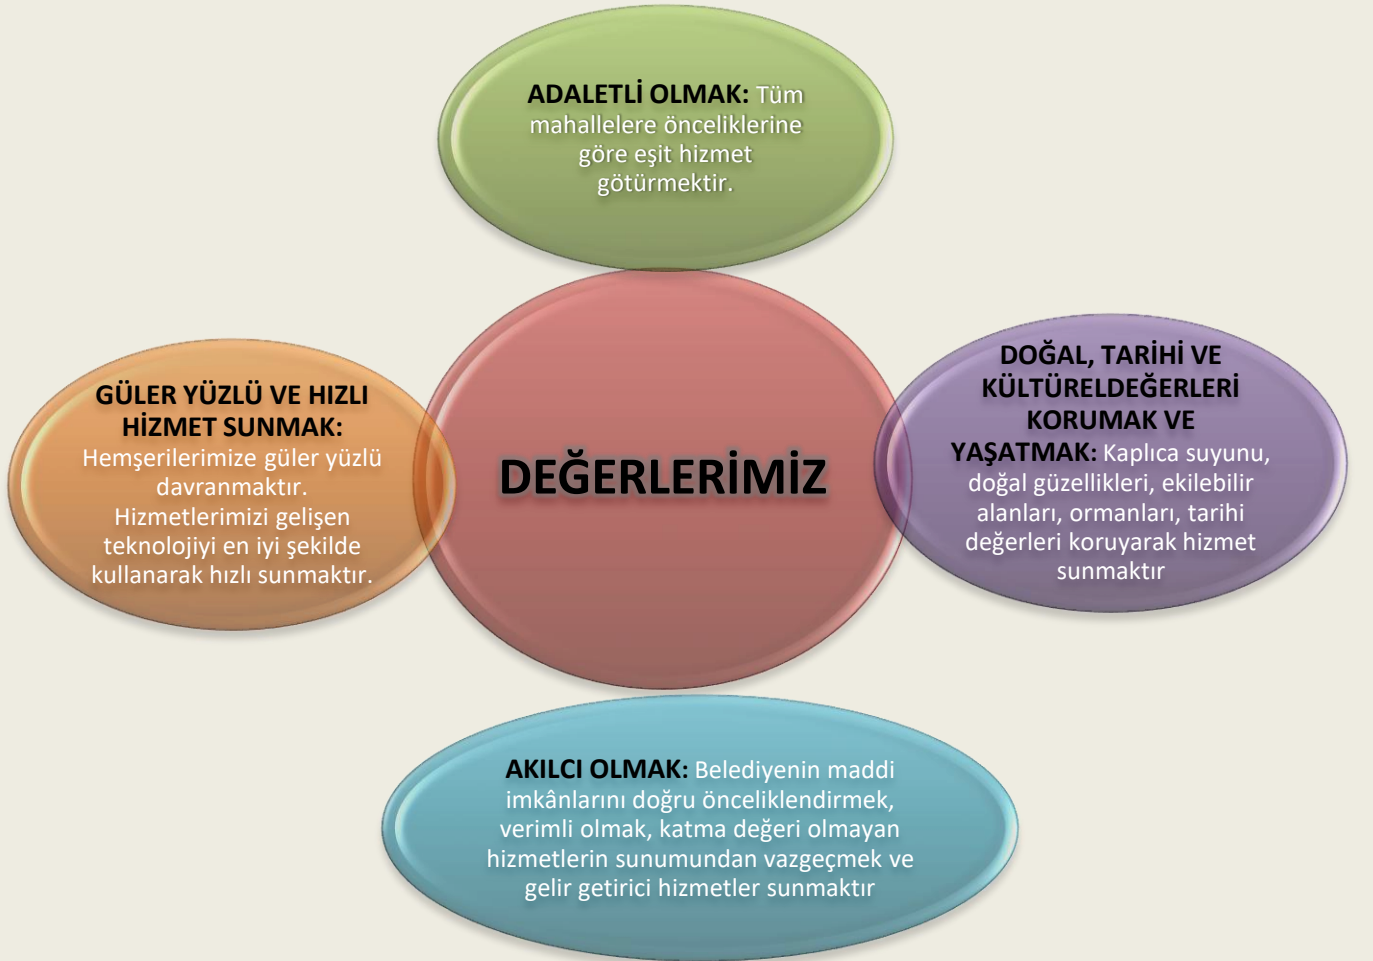 ADALETLİ OLMAK: Tüm
mahallelere önceliklerine
göre eşit hizmet
götürmektir.
GÜLER YÜZLÜ VE HIZLI
HİZMET SUNMAK:
Hemşerilerimize güler yüzlü
davranmaktır.
Hizmetlerimizi gelişen
teknolojiyi en iyi şekilde
kullanarak hızlı sunmaktır.
DEĞERLERİMİZ
DOĞAL, TARİHİ VE
KÜLTÜRELDEĞERLERİ
KORUMAK VE
YAŞATMAK: Kaplıca suyunu,
doğal güzellikleri, ekilebilir
alanları, ormanları, tarihi
değerleri koruyarak hizmet
sunmaktır
AKILCI OLMAK: Belediyenin maddi
imkânlarını doğru önceliklendirmek,
verimli olmak, katma değeri olmayan
hizmetlerin sunumundan vazgeçmek ve
gelir getirici hizmetler sunmaktır